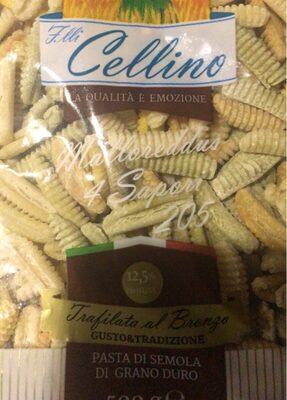 F.lli
Cellino
LA QUALITÀ È EMOZIONE
Malloreddus
4 Sapori
205
12,5%
Trafilata al Bronzo
GUSTO&TRADIZIONE
PASTA DI SEMOLA
DI GRANO DURO
500 g e